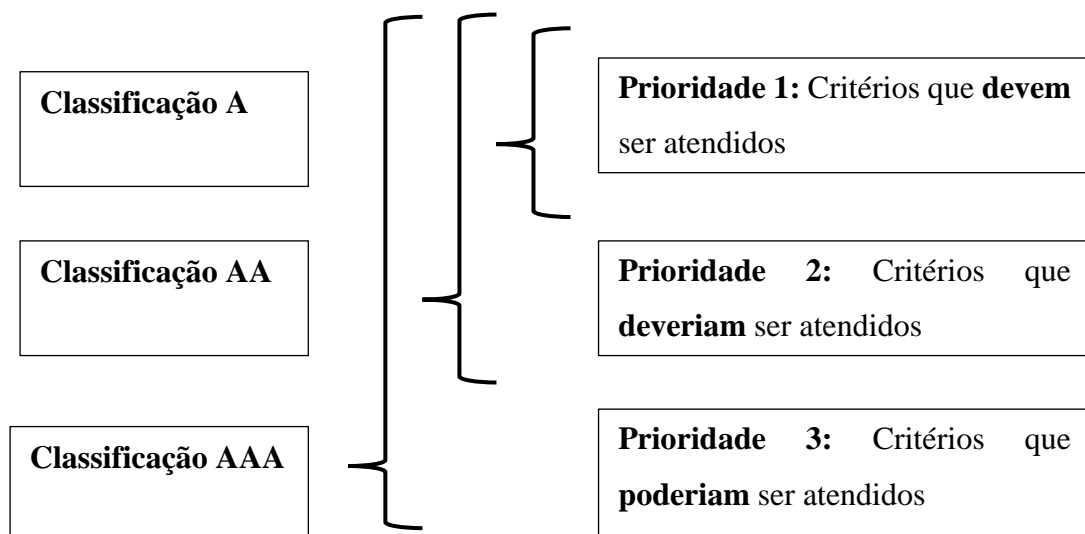 Classificação A
Prioridade 1: Critérios que devem
ser atendidos
Classificação AA
Prioridade 2: Critérios que
deveriam ser atendidos
Classificação AAA
Prioridade 3: Critérios que
poderiam ser atendidos